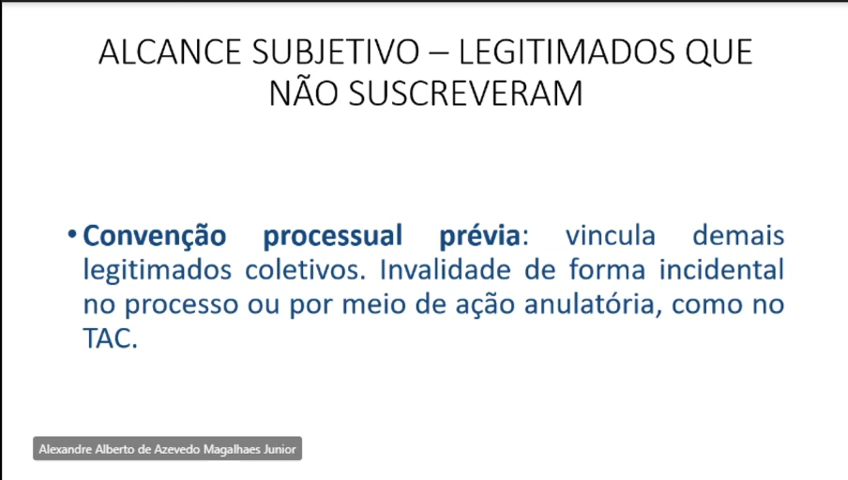 ALCANCE SUBJETIVO – LEGITIMADOS QUE
NÃO SUSCREVERAM
• Convenção processual prévia: vincula demais
legitimados coletivos. Invalidade de forma incidental
no processo ou por meio de ação anulatória, como no
TAC.
Alexandre Alberto de Azevedo Magalhaes Junior